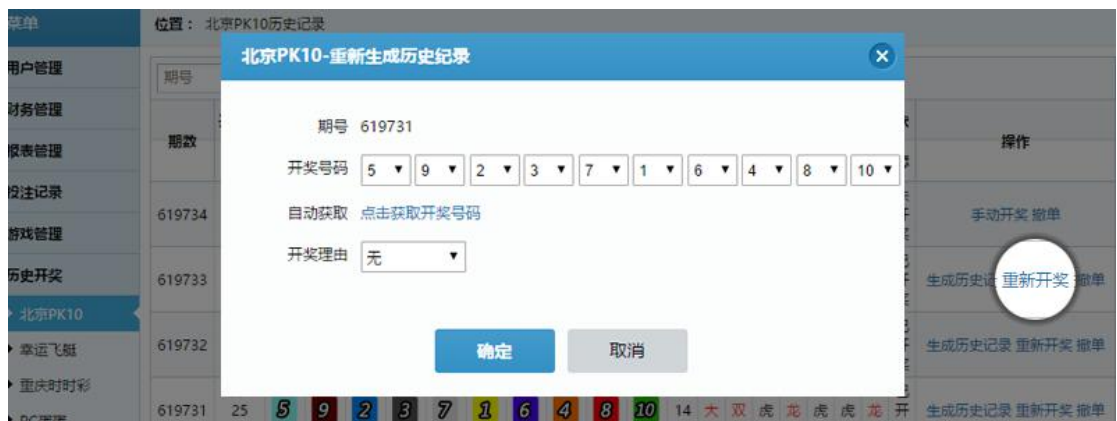 菜单
位置： 北京PK10历史记录
北京PK10-重新生成历史纪录
用户管理
期号
财务管理
期号 619731
期数
操作
报表管理
开奖号码 5 9 2 3 7 1 6 4 8 10
投注记录
619734
自动获取 点击获取开奖号码
手动开奖 撤单
游戏管理
开奖理由 无
历史开奖
619733
生成历史记 重新开奖 撤单
北京PK10
幸运飞艇
619732
确定 取消
生成历史记录 重新开奖 撤单
重庆时时彩
619731 25 5 9 2 3 7 1 6 4 8 10 14 大 双 虎 龙 虎 虎 龙 开 生成历史记录 重新开奖 撤单